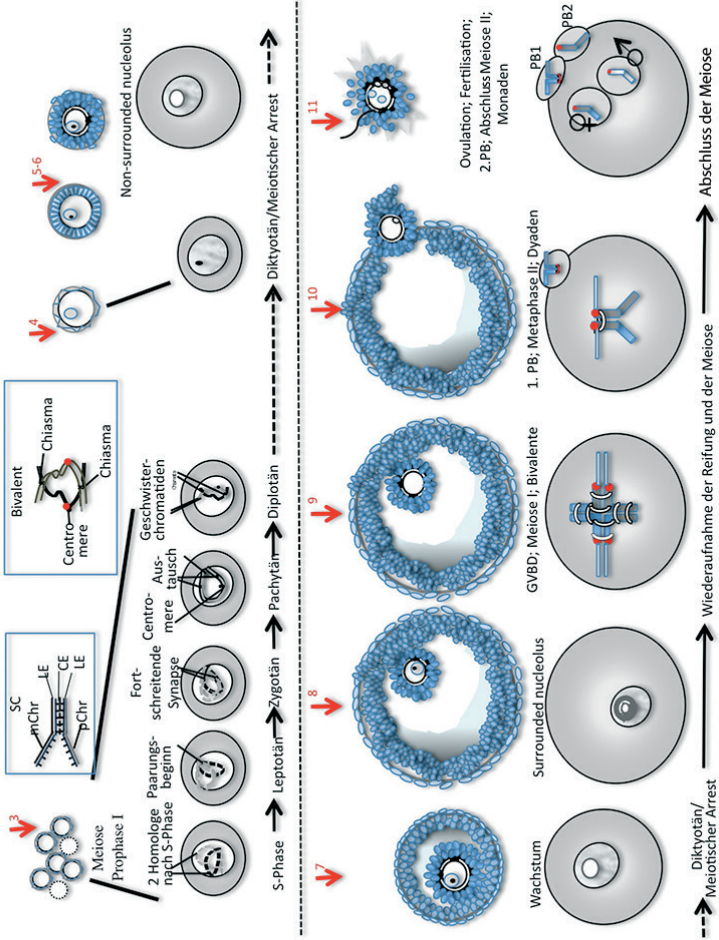 3
Meiose
Prophase I
SC
mChr
LE
CE
LE
pChr
Bivalent
Chiasma
Centro-
mere
Chiasma
4
5-6
Non-surrounded nucleolus
2 Homologe
nach S-Phase
Paarungs-
beginn
Fort-
schreitende
Synapse
Centro-
mere
Aus-
tausch
Geschwister-
chromatiden
S-Phase
Leptotän
Zygotän
Pachytän
Diplotän
Diktyotän/Meiotischer Arrest
7
8
9
10
11
Wachstum
Surrounded nucleolus
GVBD; Meiose I; Bivalente
1. PB; Metaphase II; Dyaden
Ovulation; Fertilisation;
2.PB; Abschluss Meiose II;
Monaden
PB1
PB2
Diktyotän/
Meiotischer Arrest
Wiederaufnahme der Reifung und der Meiose
Abschluss der Meiose